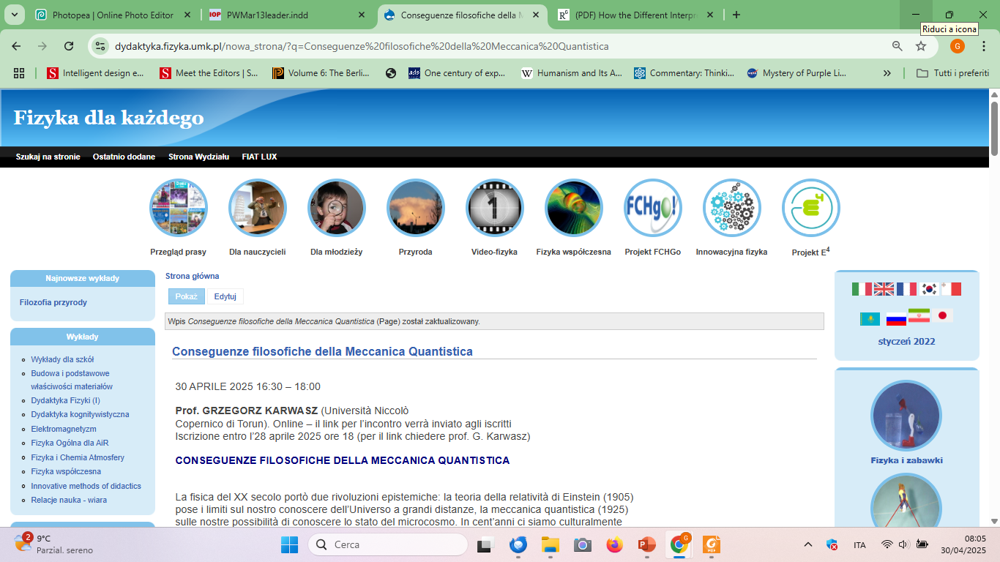 Photopea | Online Photo Editor
IOP PWMar13leader.indd
Conseguenze filosofiche della M
R (PDF) How the Different Interpre
Riduci a icona
dydaktyka.fizyka.umk.pl/nowa_strona/?q=Conseguenze%20filosofiche%20della%20Meccanica%20Quantistica
G
Intelligent design e...
Meet the Editors | S...
Volume 6: The Berli...
One century of exp...
Humanism and Its A...
Commentary: Thinki...
Mystery of Purple Li...
Tutti i preferiti
Fizyka dla każdego
Szukaj na stronie
Ostatnio dodane
Strona Wydziału
FIAT LUX
1
FCHgo!
4
Przegląd prasy
Dla nauczycieli
Dla młodzieży
Przyroda
Video-fizyka
Fizyka współczesna
Projekt FCHGo
Innowacyjna fizyka
Projekt E4
Najnowsze wykłady
Filozofia przyrody
Wykłady
Wykłady dla szkół
Budowa i podstawowe
właściwości materiałów
Dydaktyka Fizyki (I)
Dydaktyka kognitywistyczna
Elektromagnetyzm
Fizyka Ogólna dla AiR
Fizyka i Chemia Atmosfery
Fizyka współczesna
Innovative methods of didactics
Relacje nauka - wiara
Strona główna
Pokaż
Edytuj
Wpis Conseguenze filosofiche della Meccanica Quantistica (Page) został zaktualizowany.
Conseguenze filosofiche della Meccanica Quantistica
30 APRILE 2025 16:30 – 18:00
Prof. GRZEGORZ KARWASZ (Università Niccolò
Copernico di Torun). Online – il link per l'incontro verrà inviato agli iscritti
Iscrizione entro l'28 aprile 2025 ore 18 (per il link chiedere prof. G. Karwasz)
CONSEGUENZE FILOSOFICHE DELLA MECCANICA QUANTISTICA
La fisica del XX secolo portò due rivoluzioni epistemiche: la teoria della relatività di Einstein (1905)
pose i limiti sul nostro conoscere dell'Universo a grandi distanze, la meccanica quantistica (1925)
sulle nostre possibilità di conoscere lo stato del microcosmo. In cent'anni ci siamo culturalmente
styczeń 2022
Fizyka i zabawki
2
9°C
Parzial. sereno
Cerca
G
PDF
ITA
08:05
30/04/2025